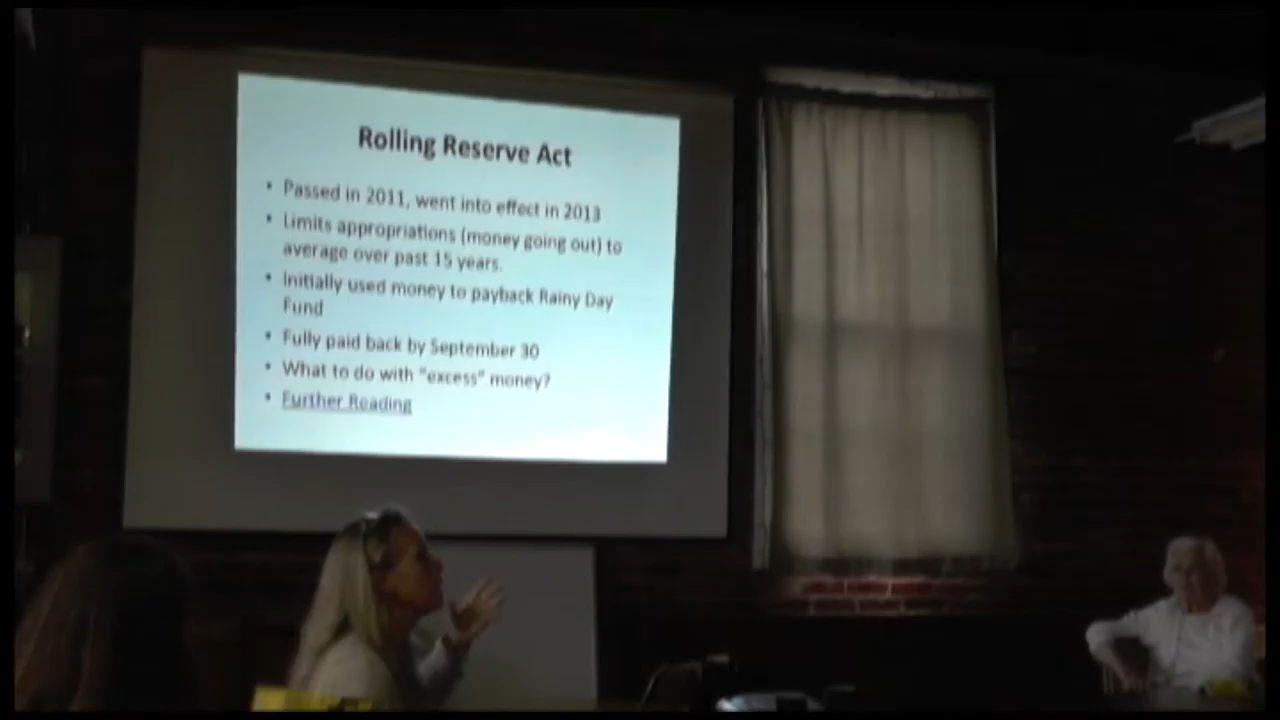 Rolling Reserve Act
• Passed in 2011, went into effect in 2013
• Limits appropriations (money going out) to
average over past 15 years.
• Initially used money to payback Rainy Day
Fund
• Fully paid back by September 30
• What to do with "excess" money?
• Further Reading